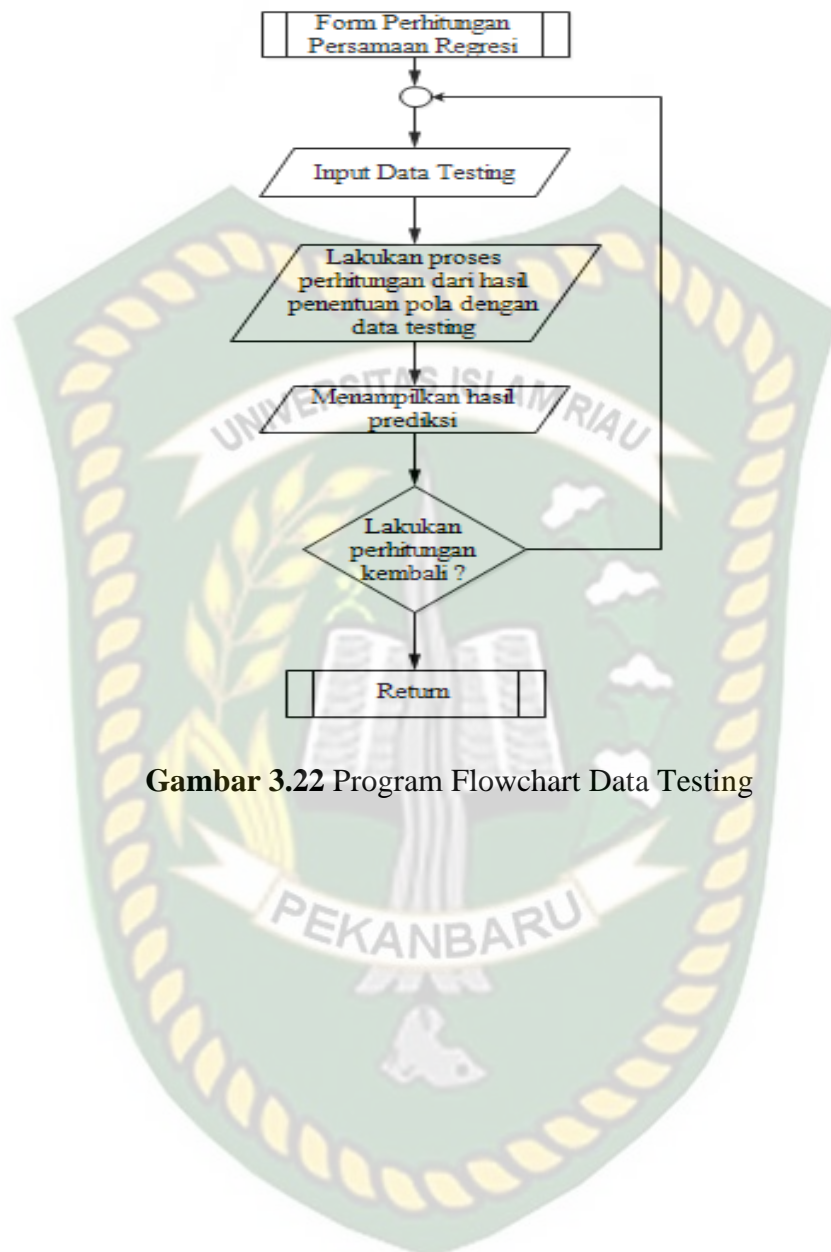 Form Perhitungan
Persamaan Regresi
Input Data Testing
Lakukan proses
perhitungan dari hasil
penentuan pola dengan
data testing
UNIVERSITAS ISLAM RIAU
Menampilkan hasil
prediksi
Lakukan
perhitungan
kembali ?
Return
Gambar 3.22 Program Flowchart Data Testing
PEKANBARU